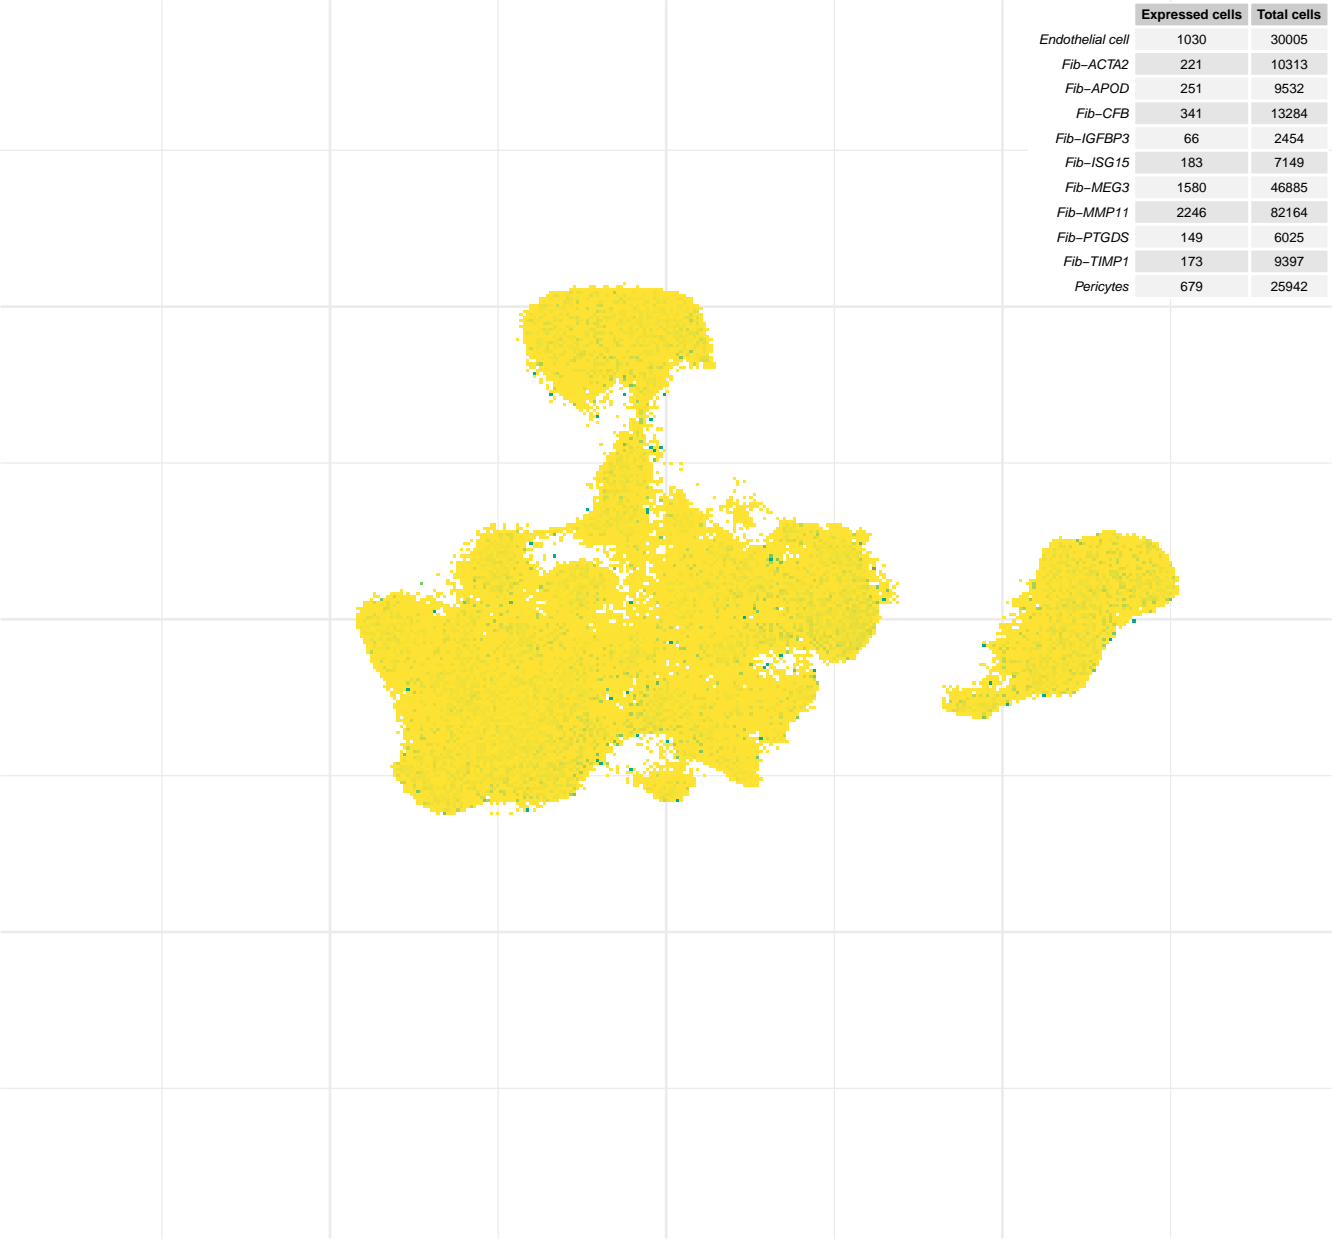 Expressed cells Total cells
Endothelial cell 1030 30005
Fib−ACTA2 221 10313
Fib−APOD 251 9532
Fib−CFB 341 13284
Fib−IGFBP3 66 2454
Fib−ISG15 183 7149
Fib−MEG3 1580 46885
Fib−MMP11 2246 82164
Fib−PTGDS 149 6025
Fib−TIMP1 173 9397
Pericytes 679 25942